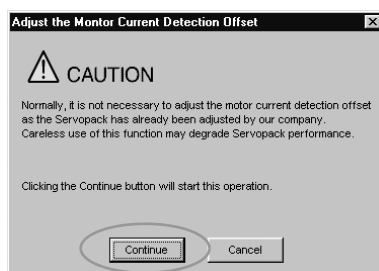 Adjust the Montor Current Detection Offset
CAUTION
Normally, it is not necessary to adjust the motor current detection offset
as the Servopack has already been adjusted by our company.
Careless use of this function may degrade Servopack performance.
Clicking the Continue button will start this operation.
Continue
Cancel